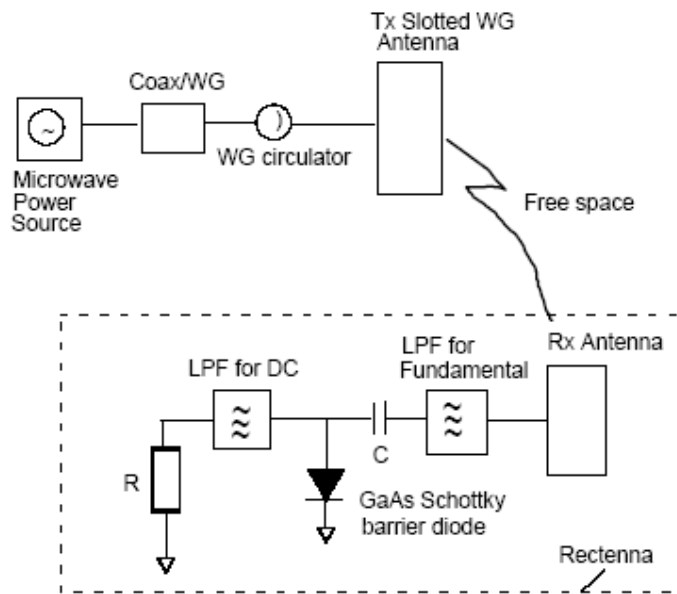 Tx Slotted WG
Antenna
Coax/WG
WG circulator
Microwave
Power
Source
Free space
Rx Antenna
LPF for
Fundamental
LPF for DC
C
R
GaAs Schottky
barrier diode
Rectenna